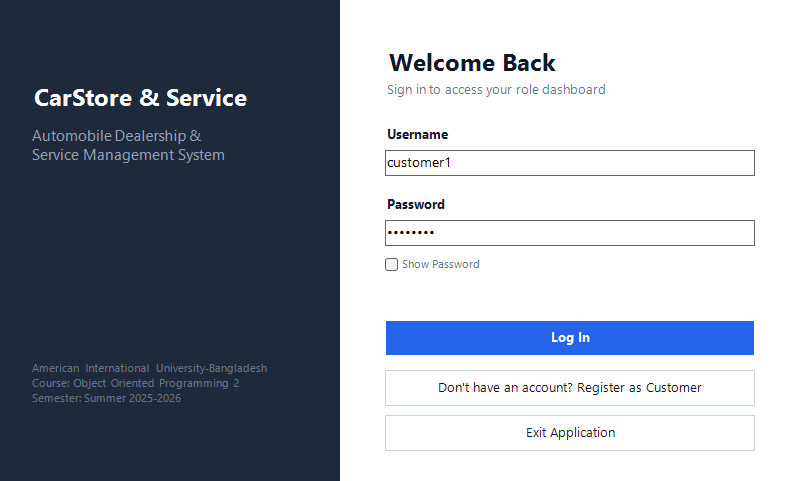 CarStore & Service
Automobile Dealership &
Service Management System
American International University-Bangladesh
Course: Object Oriented Programming 2
Semester: Summer 2025-2026
Welcome Back
Sign in to access your role dashboard
Username
customer1
Password
••••••••
Show Password
Log In
Don't have an account? Register as Customer
Exit Application